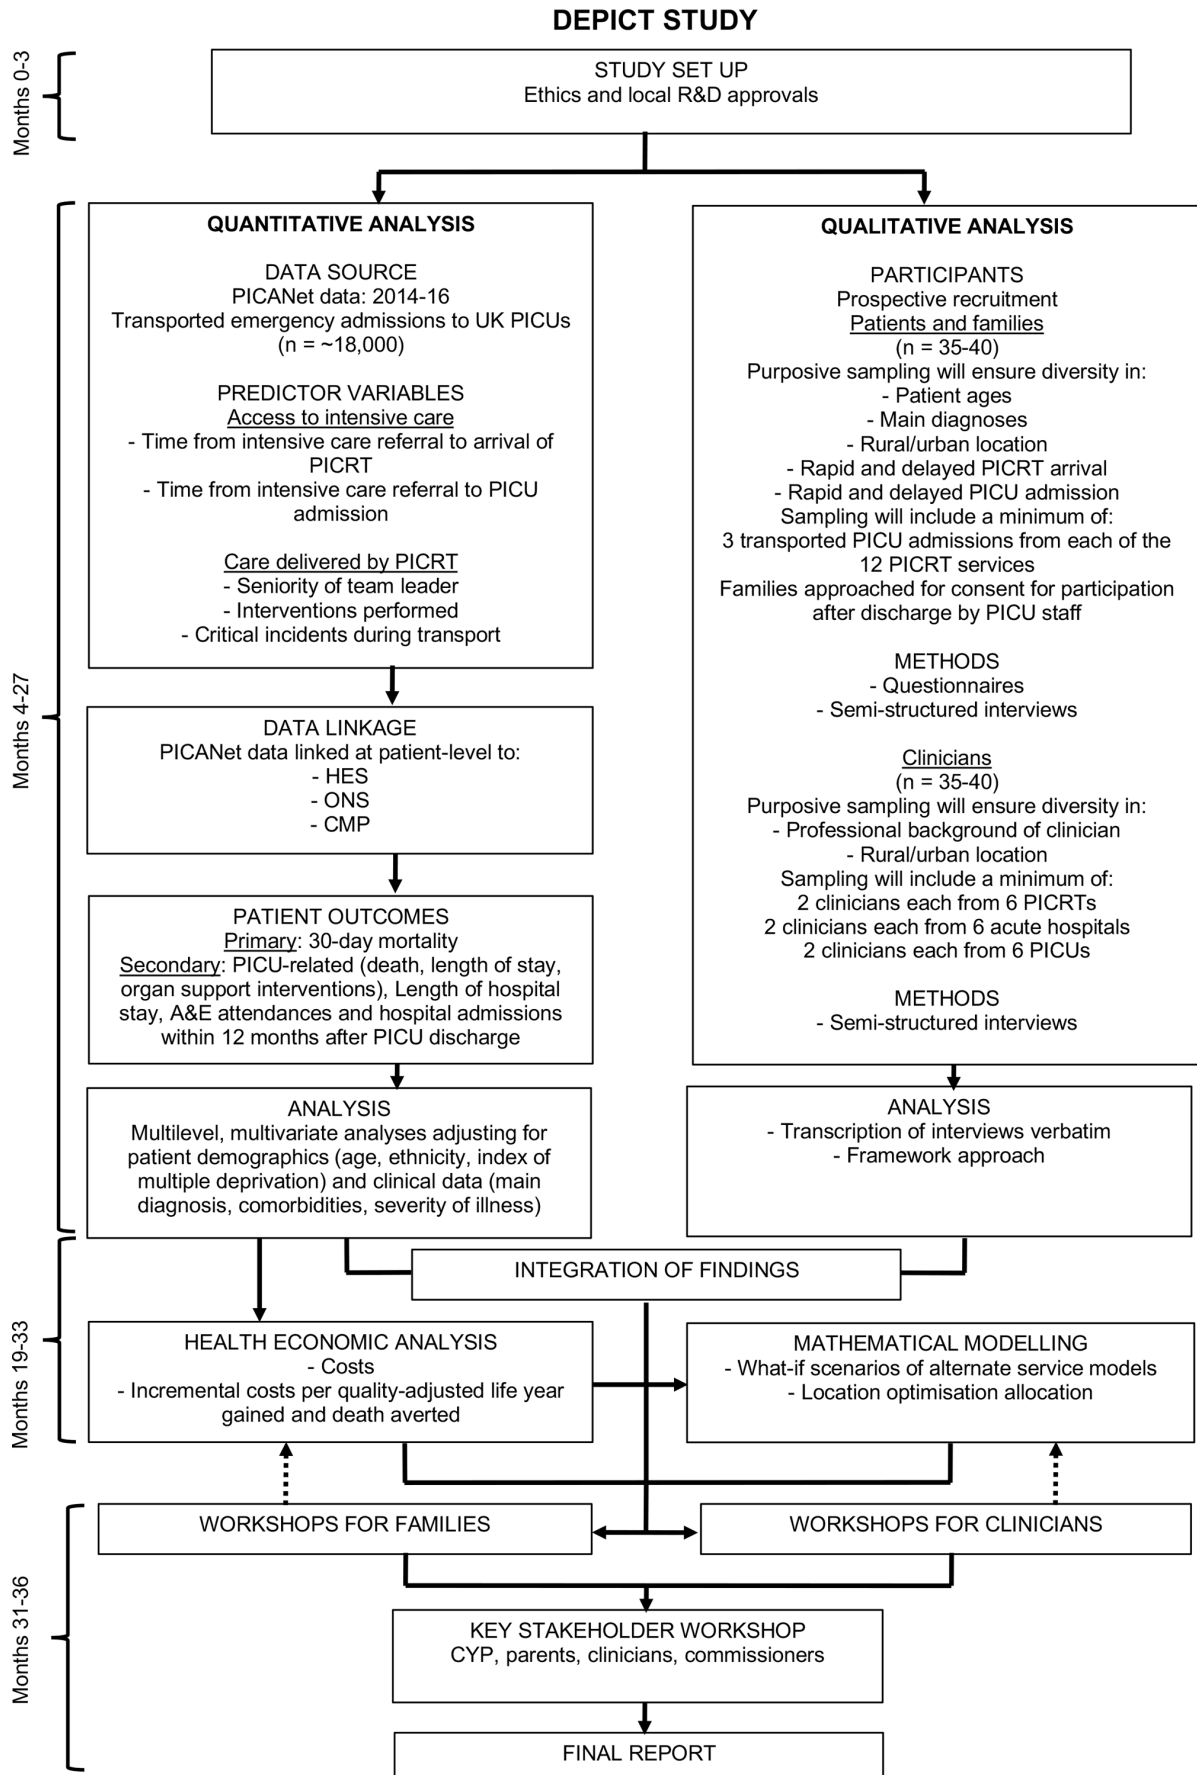 DEPICT STUDY
Months 0-3
STUDY SET UP
Ethics and local R&D approvals
Months 4-27
QUANTITATIVE ANALYSIS
DATA SOURCE
PICANet data: 2014-16
Transported emergency admissions to UK PICUs
(n = ~18,000)
PREDICTOR VARIABLES
Access to intensive care
- Time from intensive care referral to arrival of
PICRT
- Time from intensive care referral to PICU
admission
Care delivered by PICRT
- Seniority of team leader
- Interventions performed
- Critical incidents during transport
DATA LINKAGE
PICANet data linked at patient-level to:
- HES
- ONS
- CMP
PATIENT OUTCOMES
Primary: 30-day mortality
Secondary: PICU-related (death, length of stay,
organ support interventions), Length of hospital
stay, A&E attendances and hospital admissions
within 12 months after PICU discharge
ANALYSIS
Multilevel, multivariate analyses adjusting for
patient demographics (age, ethnicity, index of
multiple deprivation) and clinical data (main
diagnosis, comorbidities, severity of illness)
QUALITATIVE ANALYSIS
PARTICIPANTS
Prospective recruitment
Patients and families
(n = 35-40)
Purposive sampling will ensure diversity in:
- Patient ages
- Main diagnoses
- Rural/urban location
- Rapid and delayed PICRT arrival
- Rapid and delayed PICU admission
Sampling will include a minimum of:
3 transported PICU admissions from each of the
12 PICRT services
Families approached for consent for participation
after discharge by PICU staff
METHODS
- Questionnaires
- Semi-structured interviews
Clinicians
(n = 35-40)
Purposive sampling will ensure diversity in:
- Professional background of clinician
- Rural/urban location
Sampling will include a minimum of:
2 clinicians each from 6 PICRTs
2 clinicians each from 6 acute hospitals
2 clinicians each from 6 PICUs
METHODS
- Semi-structured interviews
ANALYSIS
- Transcription of interviews verbatim
- Framework approach
Months 19-33
INTEGRATION OF FINDINGS
HEALTH ECONOMIC ANALYSIS
- Costs
- Incremental costs per quality-adjusted life year
gained and death averted
MATHEMATICAL MODELLING
- What-if scenarios of alternate service models
- Location optimisation allocation
Months 31-36
WORKSHOPS FOR FAMILIES
WORKSHOPS FOR CLINICIANS
KEY STAKEHOLDER WORKSHOP
CYP, parents, clinicians, commissioners
FINAL REPORT